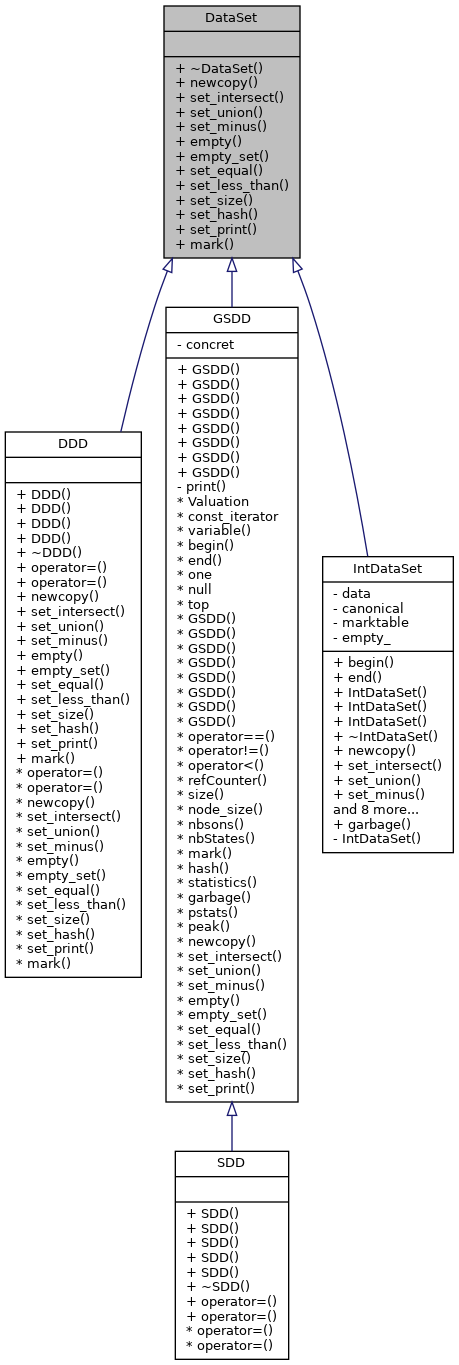 DataSet
+ ~DataSet()
+ newcopy()
+ set_intersect()
+ set_union()
+ set_minus()
+ empty()
+ empty_set()
+ set_equal()
+ set_less_than()
+ set_size()
+ set_hash()
+ set_print()
+ mark()
GSDD
- concret
+ GSDD()
+ GSDD()
+ GSDD()
+ GSDD()
+ GSDD()
+ GSDD()
+ GSDD()
+ GSDD()
- print()
* Valuation
* const_iterator
* variable()
* begin()
* end()
* one
* null
* top
* GSDD()
* GSDD()
* GSDD()
* GSDD()
* GSDD()
* GSDD()
* GSDD()
* GSDD()
* operator==()
* operator!=()
* operator<()
* refCounter()
* size()
* node_size()
* nbsons()
* nbStates()
* mark()
* hash()
* statistics()
* garbage()
* pstats()
* peak()
* newcopy()
* set_intersect()
* set_union()
* set_minus()
* empty()
* empty_set()
* set_equal()
* set_less_than()
* set_size()
* set_hash()
* set_print()
DDD
+ DDD()
+ DDD()
+ DDD()
+ DDD()
+ ~DDD()
+ operator=()
+ operator=()
+ newcopy()
+ set_intersect()
+ set_union()
+ set_minus()
+ empty()
+ empty_set()
+ set_equal()
+ set_less_than()
+ set_size()
+ set_hash()
+ set_print()
+ mark()
* operator=()
* operator=()
* newcopy()
* set_intersect()
* set_union()
* set_minus()
* empty()
* empty_set()
* set_equal()
* set_less_than()
* set_size()
* set_hash()
* set_print()
* mark()
IntDataSet
- data
- canonical
- marktable
- empty_
+ begin()
+ end()
+ IntDataSet()
+ IntDataSet()
+ IntDataSet()
+ ~IntDataSet()
+ newcopy()
+ set_intersect()
+ set_union()
+ set_minus()
and 8 more...
+ garbage()
- IntDataSet()
SDD
+ SDD()
+ SDD()
+ SDD()
+ SDD()
+ SDD()
+ ~SDD()
+ operator=()
+ operator=()
* operator=()
* operator=()